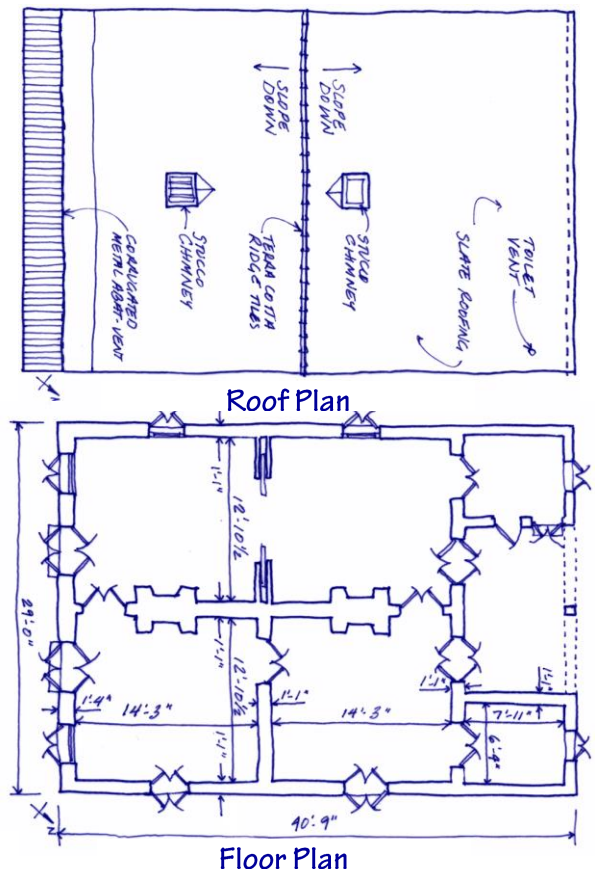 SLOPE
DOWN
SLOPE
DOWN
TOILET
VENT
SLATE ROOFING
STUCCO
CHIMNEY
TERRA COTTA
RIDGE TILES
STUCCO
CHIMNEY
CORRUGATED
METAL ABAT-VENT
X 1
Roof Plan
1'-1"
12'-10½
29'-0"
1'-1"
12'-10½
1'-4"
14'-3"
1'-1"
14'-3"
1'-1"
1'-1"
7'-11"
6'-4"
1'-1"
X 2
40'-9"
Floor Plan